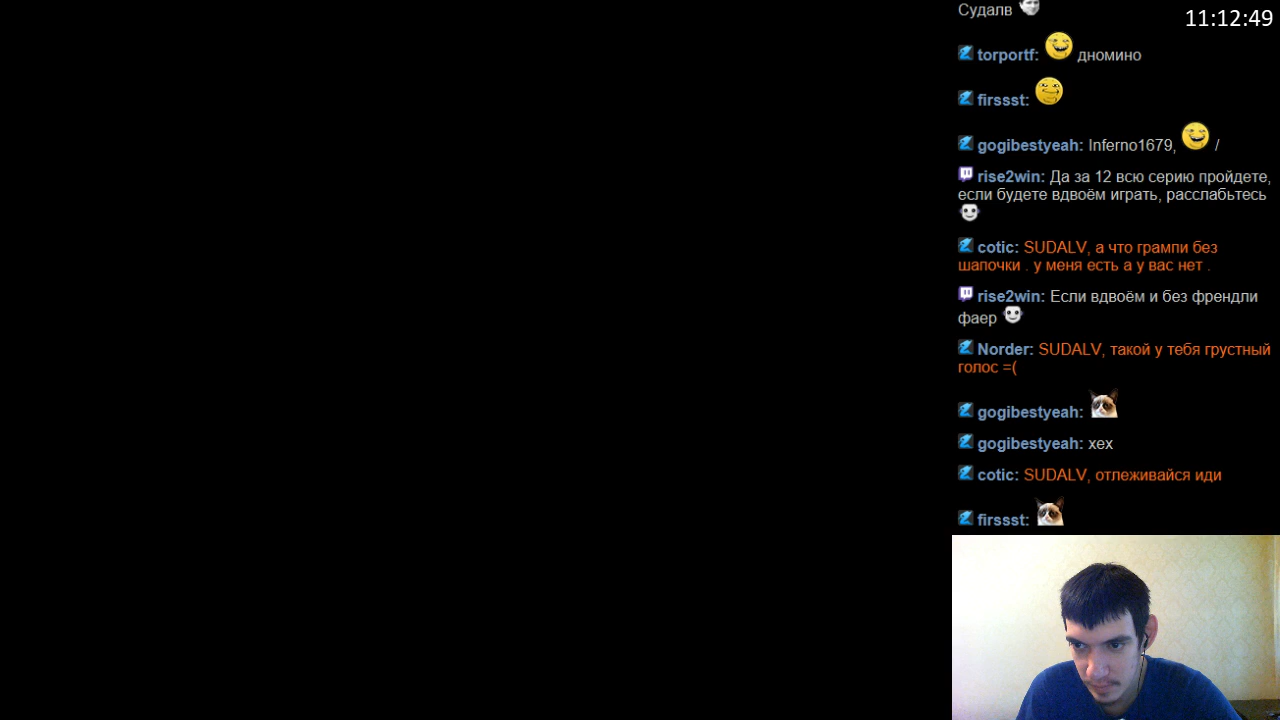 Судалв
11:12:49
torportf: дномино
firssst:
gogibestyeah: Inferno1679, /
rise2win: Да за 12 всю серию пройдете,
если будете вдвоём играть, расслабьтесь
cotic: SUDALV, а что грампи без
шапочки . у меня есть а у вас нет .
rise2win: Если вдвоём и без френдли
фаер
Norder: SUDALV, такой у тебя грустный
голос =(
gogibestyeah:
gogibestyeah: хех
cotic: SUDALV, отлеживайся иди
firssst: